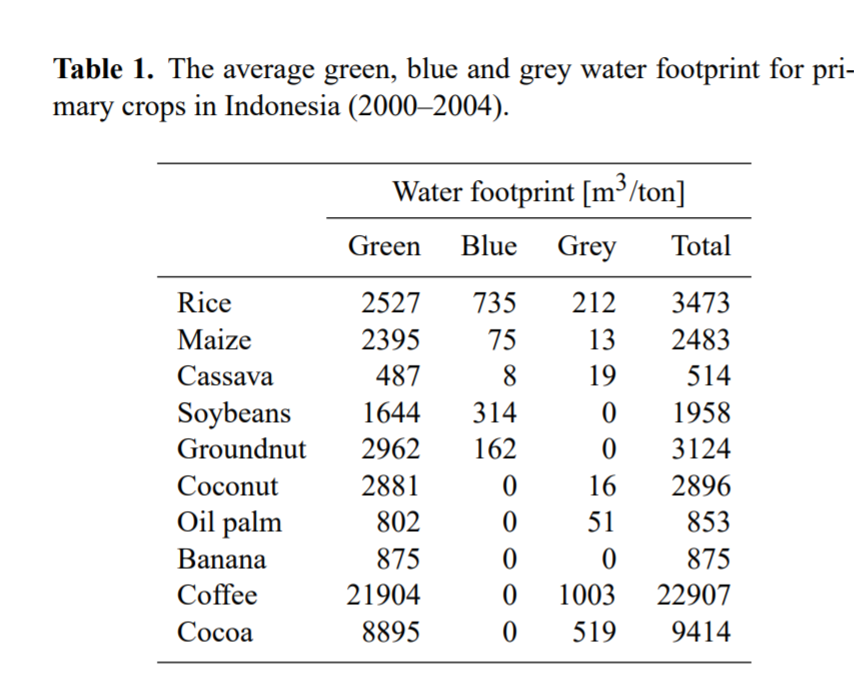 Table 1. The average green, blue and grey water footprint for pri-
mary crops in Indonesia (2000–2004).
Water footprint [m³/ton]
Green Blue Grey Total
Rice 2527 735 212 3473
Maize 2395 75 13 2483
Cassava 487 8 19 514
Soybeans 1644 314 0 1958
Groundnut 2962 162 0 3124
Coconut 2881 0 16 2896
Oil palm 802 0 51 853
Banana 875 0 0 875
Coffee 21904 0 1003 22907
Cocoa 8895 0 519 9414